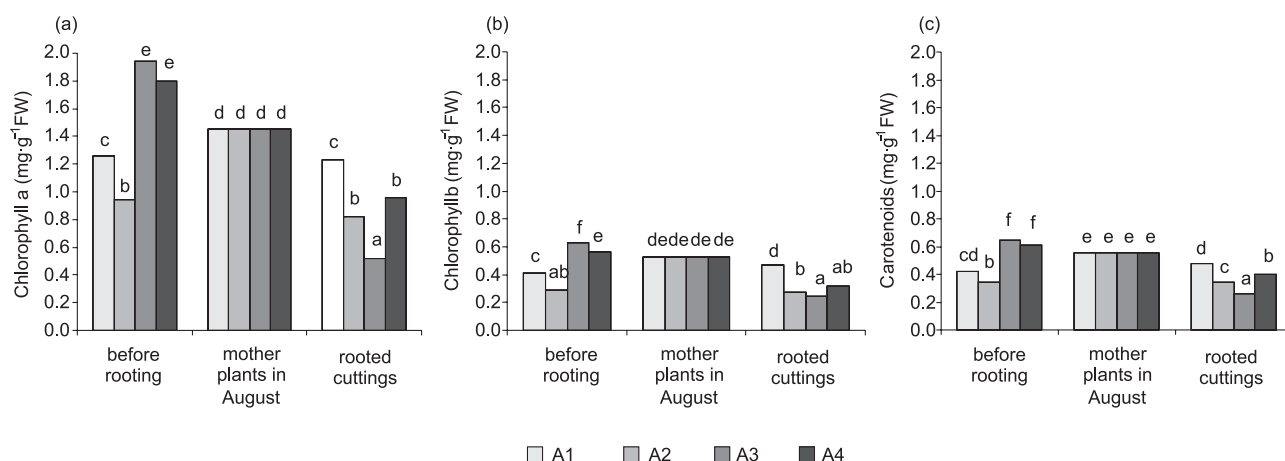 (a)
Chlorophyll a (mg·g⁻¹FW)
2.0
1.8
1.6
1.4
1.2
1.0
0.8
0.6
0.4
0.2
0.0
c
b
e
e
d d d d
c
b
a
b
before
rooting
mother
plants in
August
rooted
cuttings
(b)
Chlorophyll b (mg·g⁻¹FW)
2.0
1.8
1.6
1.4
1.2
1.0
0.8
0.6
0.4
0.2
0.0
c
ab
f
e
de de de de
d
b
a
ab
before
rooting
mother
plants in
August
rooted
cuttings
(c)
Carotenoids (mg·g⁻¹FW)
2.0
1.8
1.6
1.4
1.2
1.0
0.8
0.6
0.4
0.2
0.0
cd
b
f
f
e e e e
d
c
a
b
before
rooting
mother
plants in
August
rooted
cuttings
A1 A2 A3 A4